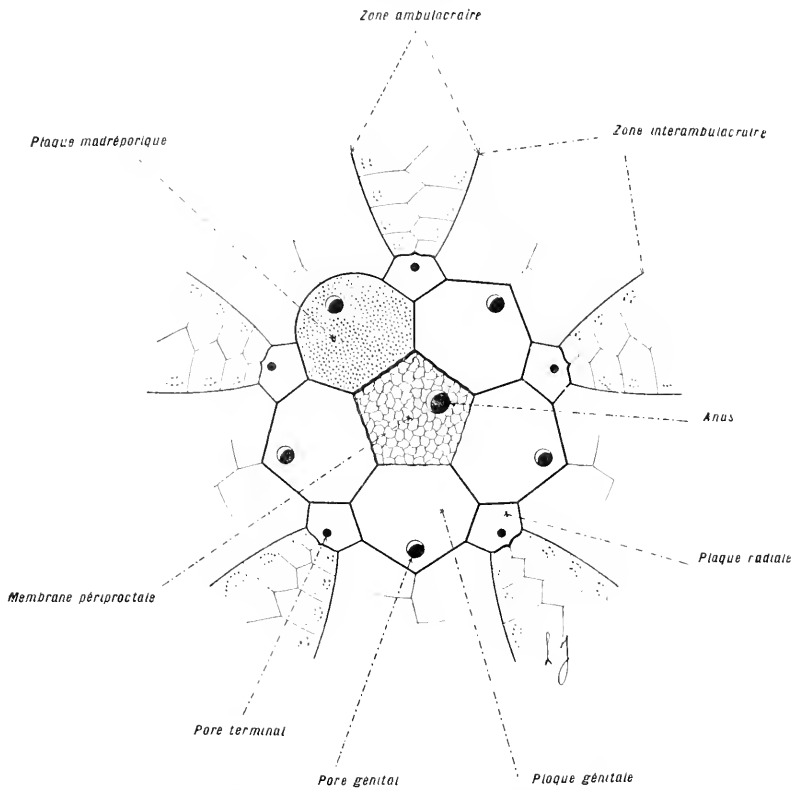 Zone ambulacraire
Plaque madréporique
Zone interambulacraire
Anus
Plaque radiale
Membrane périproctale
Pore terminal
Pore génital
Plaque génitale